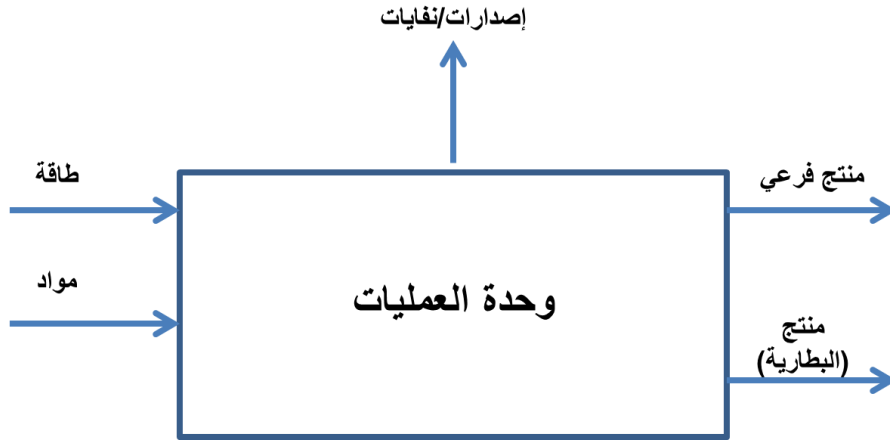 إصدارات/نفايات
طاقة
منتج فرعي
مواد
وحدة العمليات
منتج
(البطارية)